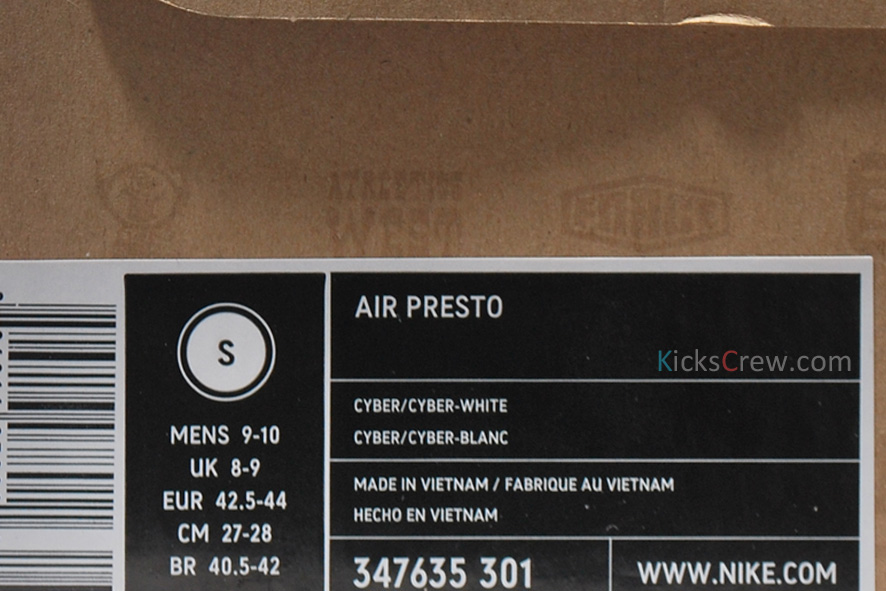 ATHLETICS
WEST
S
MENS 9-10
UK 8-9
EUR 42.5-44
CM 27-28
BR 40.5-42
AIR PRESTO
KicksCrew.com
CYBER/CYBER-WHITE
CYBER/CYBER-BLANC
MADE IN VIETNAM / FABRIQUE AU VIETNAM
HECHO EN VIETNAM
347635 301
WWW.NIKE.COM